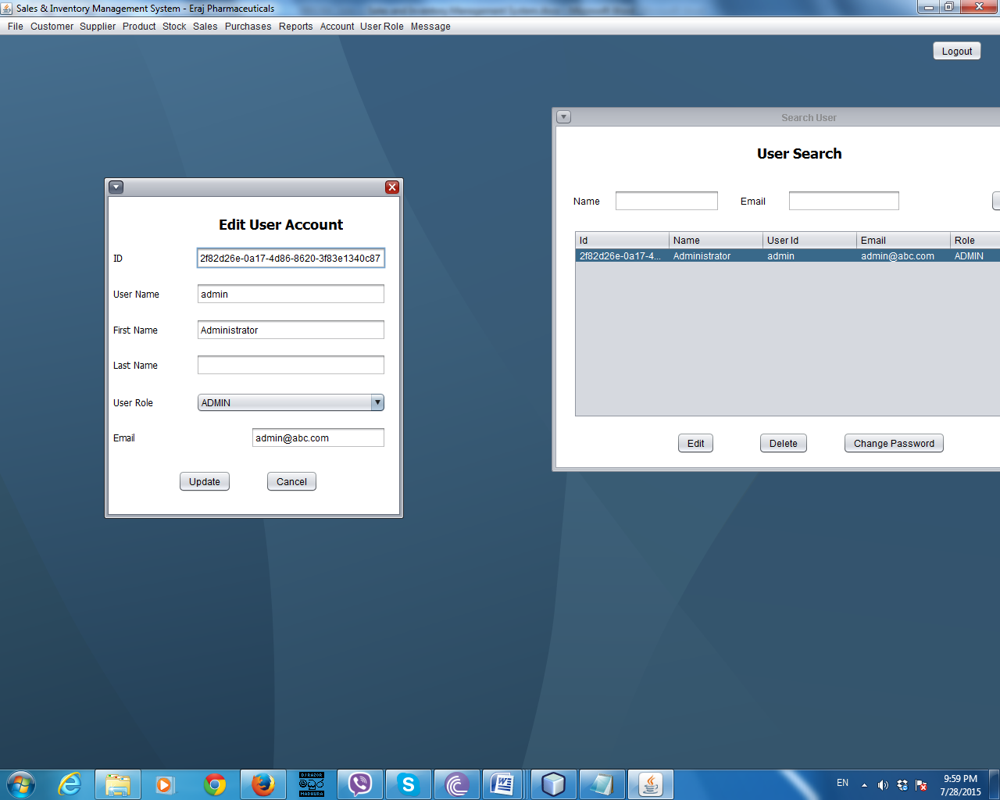 Sales & Inventory Management System - Eraj Pharmaceuticals
File Customer Supplier Product Stock Sales Purchases Reports Account User Role Message
Logout
Search User
User Search
Name Email
Id Name User Id Email Role
2f82d26e-0a17-4... Administrator admin admin@abc.com ADMIN
Edit Delete Change Password
Edit User Account
ID 2f82d26e-0a17-4d86-8620-3f83e1340c87
User Name admin
First Name Administrator
Last Name
User Role ADMIN
Email admin@abc.com
Update Cancel
DJ RAZOR
මධුර
MADHURA
EN
9:59 PM
7/28/2015